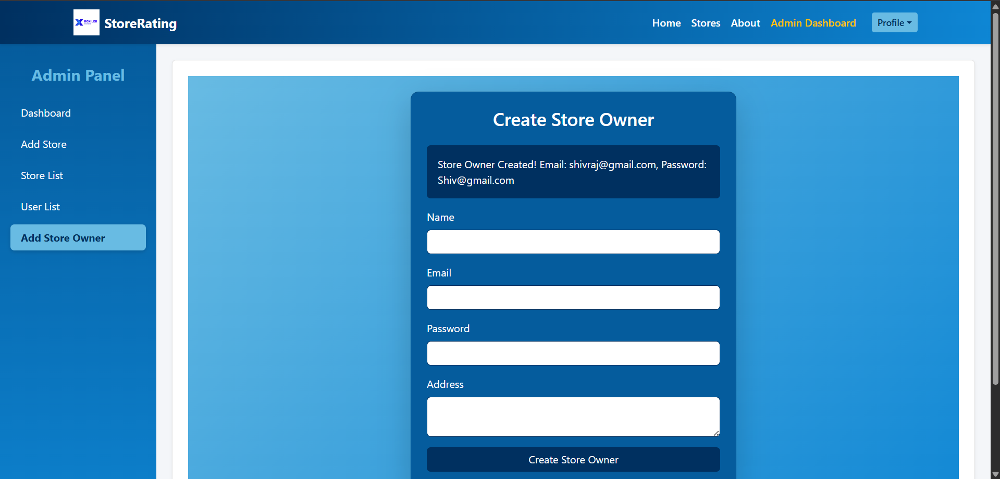 ROXILER
StoreRating
Home
Stores
About
Admin Dashboard
Profile
Admin Panel
Dashboard
Add Store
Store List
User List
Add Store Owner
Create Store Owner
Store Owner Created! Email: shivraj@gmail.com, Password:
Shiv@gmail.com
Name
Email
Password
Address
Create Store Owner